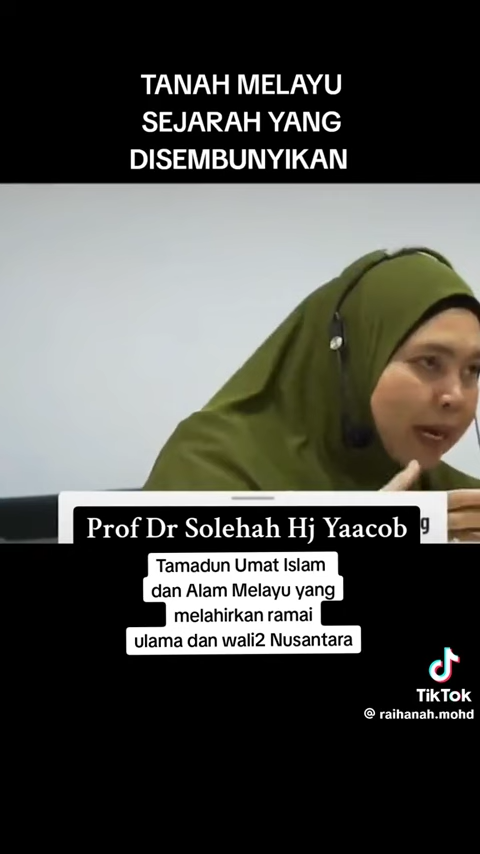 TANAH MELAYU
SEJARAH YANG
DISEMBUNYIKAN
Prof Dr Solehah Hj Yaacob
Tamadun Umat Islam
dan Alam Melayu yang
melahirkan ramai
ulama dan wali2 Nusantara
TikTok
@ raihanah.mohd